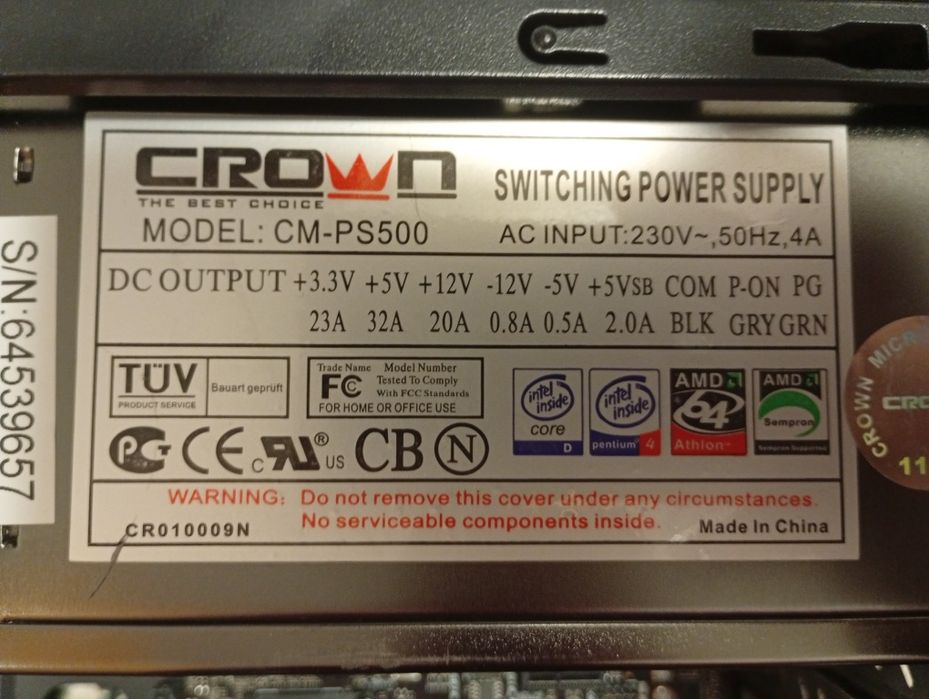 CROWN
THE BEST CHOICE
SWITCHING POWER SUPPLY
MODEL: CM-PS500
AC INPUT:230V~,50Hz,4A
DC OUTPUT +3.3V +5V +12V -12V -5V +5VSB COM P-ON PG
23A 32A 20A 0.8A 0.5A 2.0A BLK GRY GRN
TÜV
PRODUCT SERVICE
Bauart geprüft
Trade Name Model Number
FC Tested To Comply
With FCC Standards
FOR HOME OR OFFICE USE
intel inside
core
D
intel inside
pentium 4
AMD
64
Athlon™
AMD
Sempron
Sempron Supported
PG CE c RU ® US CB N
WARNING: Do not remove this cover under any circumstances.
No serviceable components inside.
CR010009N
Made In China
S/N:64539657
CROWN MICR
CRO
11